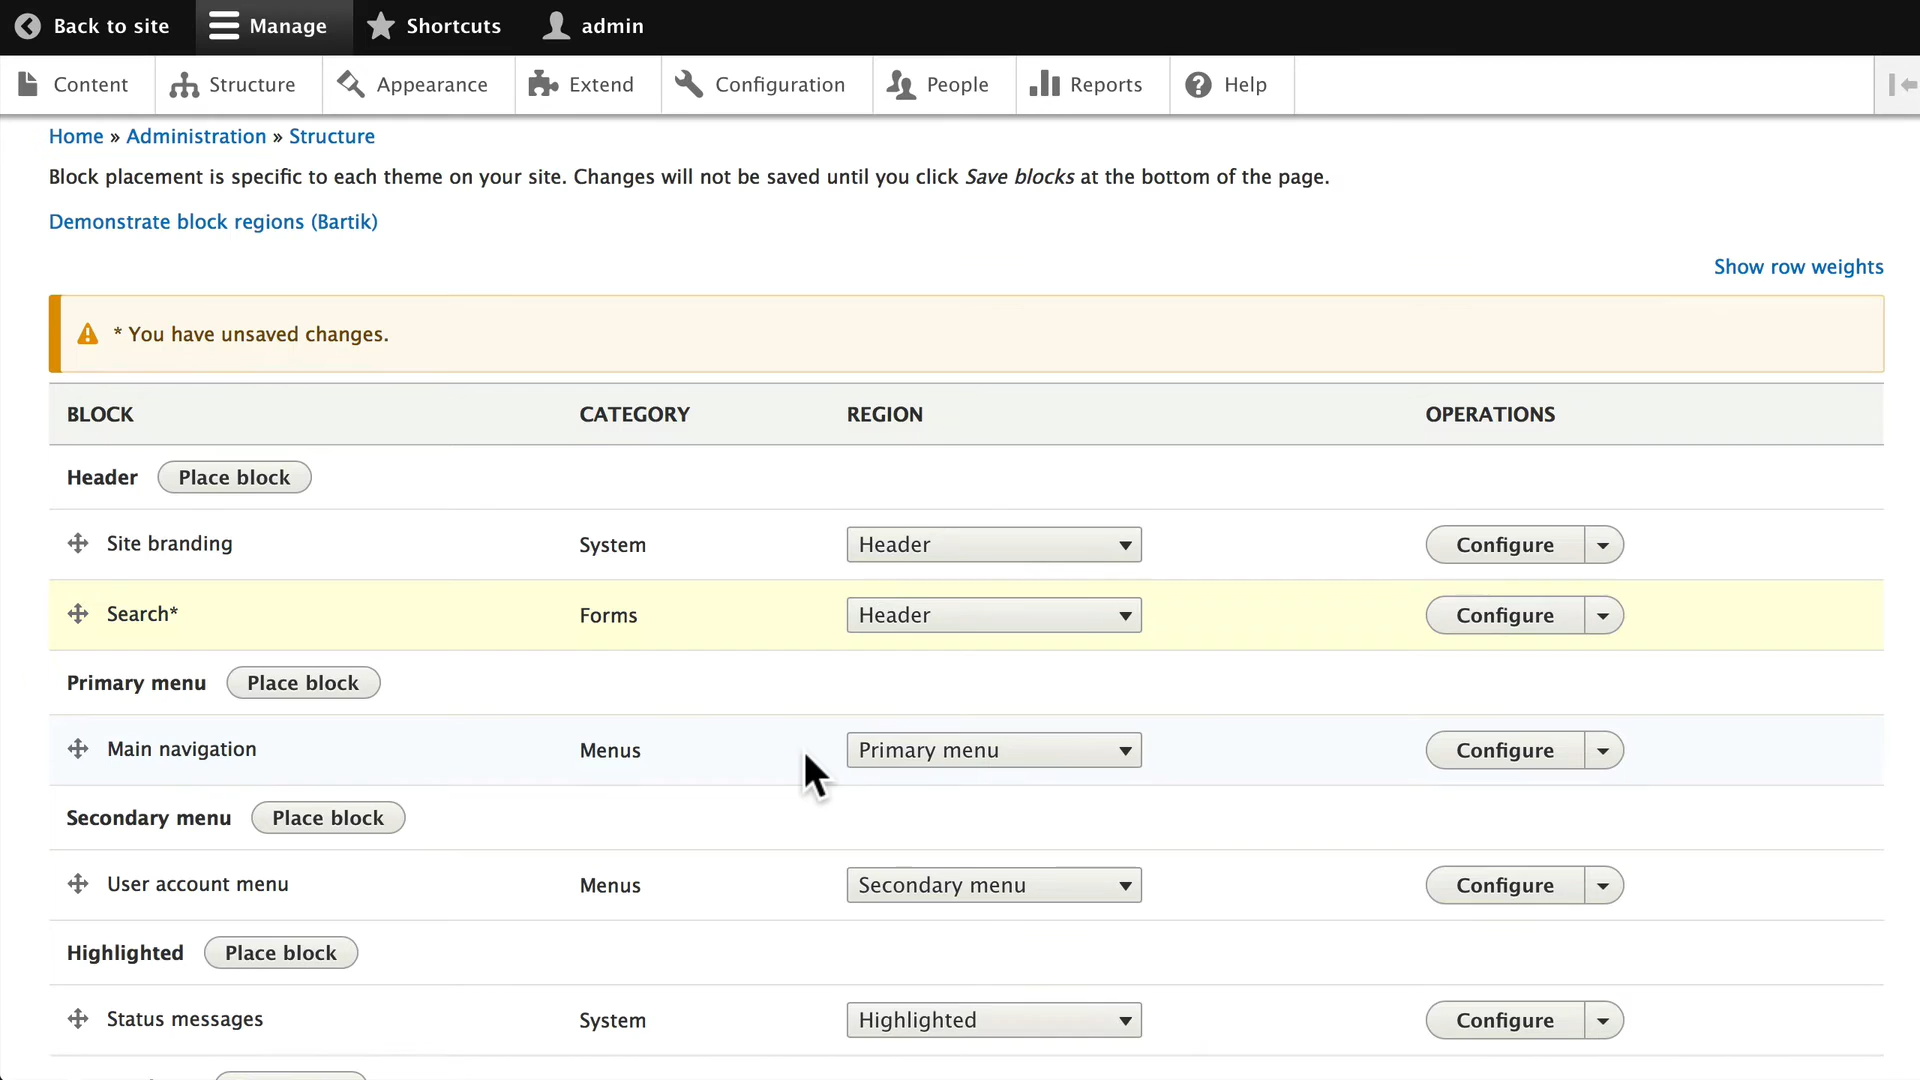 Back to site Manage Shortcuts admin
Content Structure Appearance Extend Configuration People Reports Help
Home » Administration » Structure
Block placement is specific to each theme on your site. Changes will not be saved until you click Save blocks at the bottom of the page.
Demonstrate block regions (Bartik)
Show row weights
* You have unsaved changes.
BLOCK CATEGORY REGION OPERATIONS
Header Place block
Site branding System Header Configure
Search* Forms Header Configure
Primary menu Place block
Main navigation Menus Primary menu Configure
Secondary menu Place block
User account menu Menus Secondary menu Configure
Highlighted Place block
Status messages System Highlighted Configure